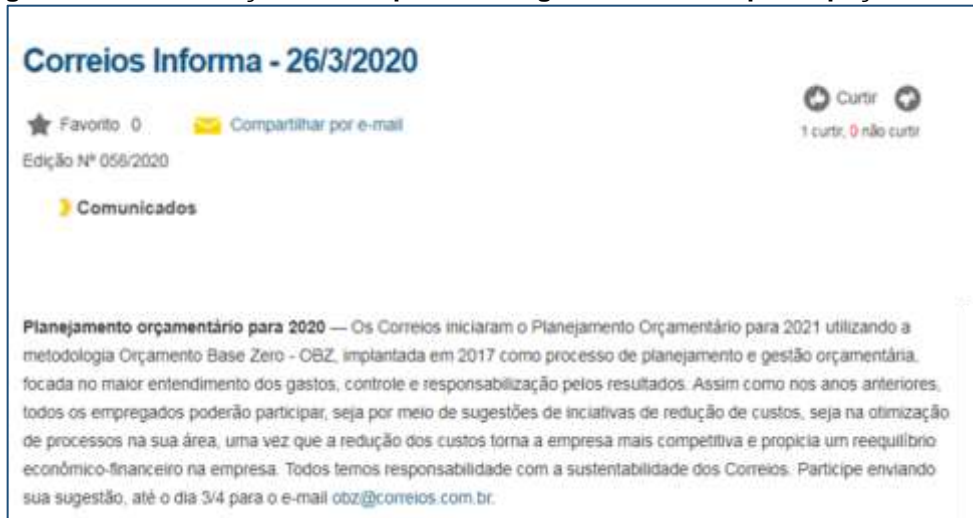 Correios Informa - 26/3/2020
Favorito 0 Compartilhar por e-mail
Curtir
1 curtir, 0 não curtir
Edição Nº 056/2020
Comunicados
Planejamento orçamentário para 2020 — Os Correios iniciaram o Planejamento Orçamentário para 2021 utilizando a
metodologia Orçamento Base Zero - OBZ, implantada em 2017 como processo de planejamento e gestão orçamentária,
focada no maior entendimento dos gastos, controle e responsabilização pelos resultados. Assim como nos anos anteriores,
todos os empregados poderão participar, seja por meio de sugestões de inciativas de redução de custos, seja na otimização
de processos na sua área, uma vez que a redução dos custos torna a empresa mais competitiva e propicia um reequilíbrio
econômico-financeiro na empresa. Todos temos responsabilidade com a sustentabilidade dos Correios. Participe enviando
sua sugestão, até o dia 3/4 para o e-mail obz@correios.com.br.